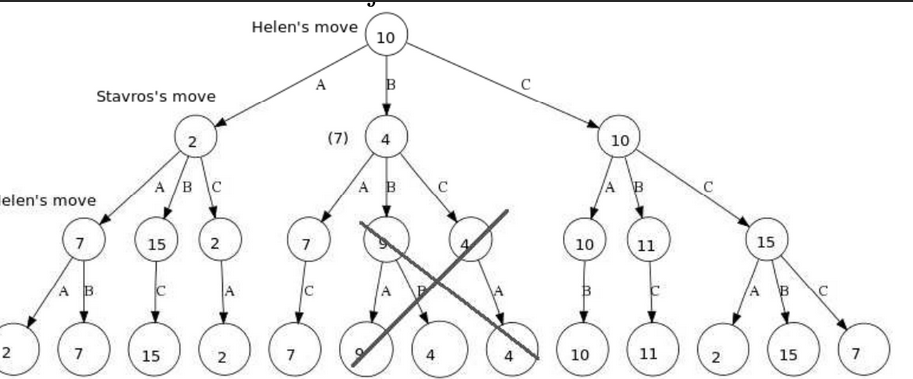 Helen's move
10
A B C
Stavros's move
2 (7) 4 10
A B C A B C A B C
elen's move
7 15 2 7 9 4 10 11 15
A B C A C A B A B C A B C
2 7 15 2 7 9 4 4 10 11 2 15 7